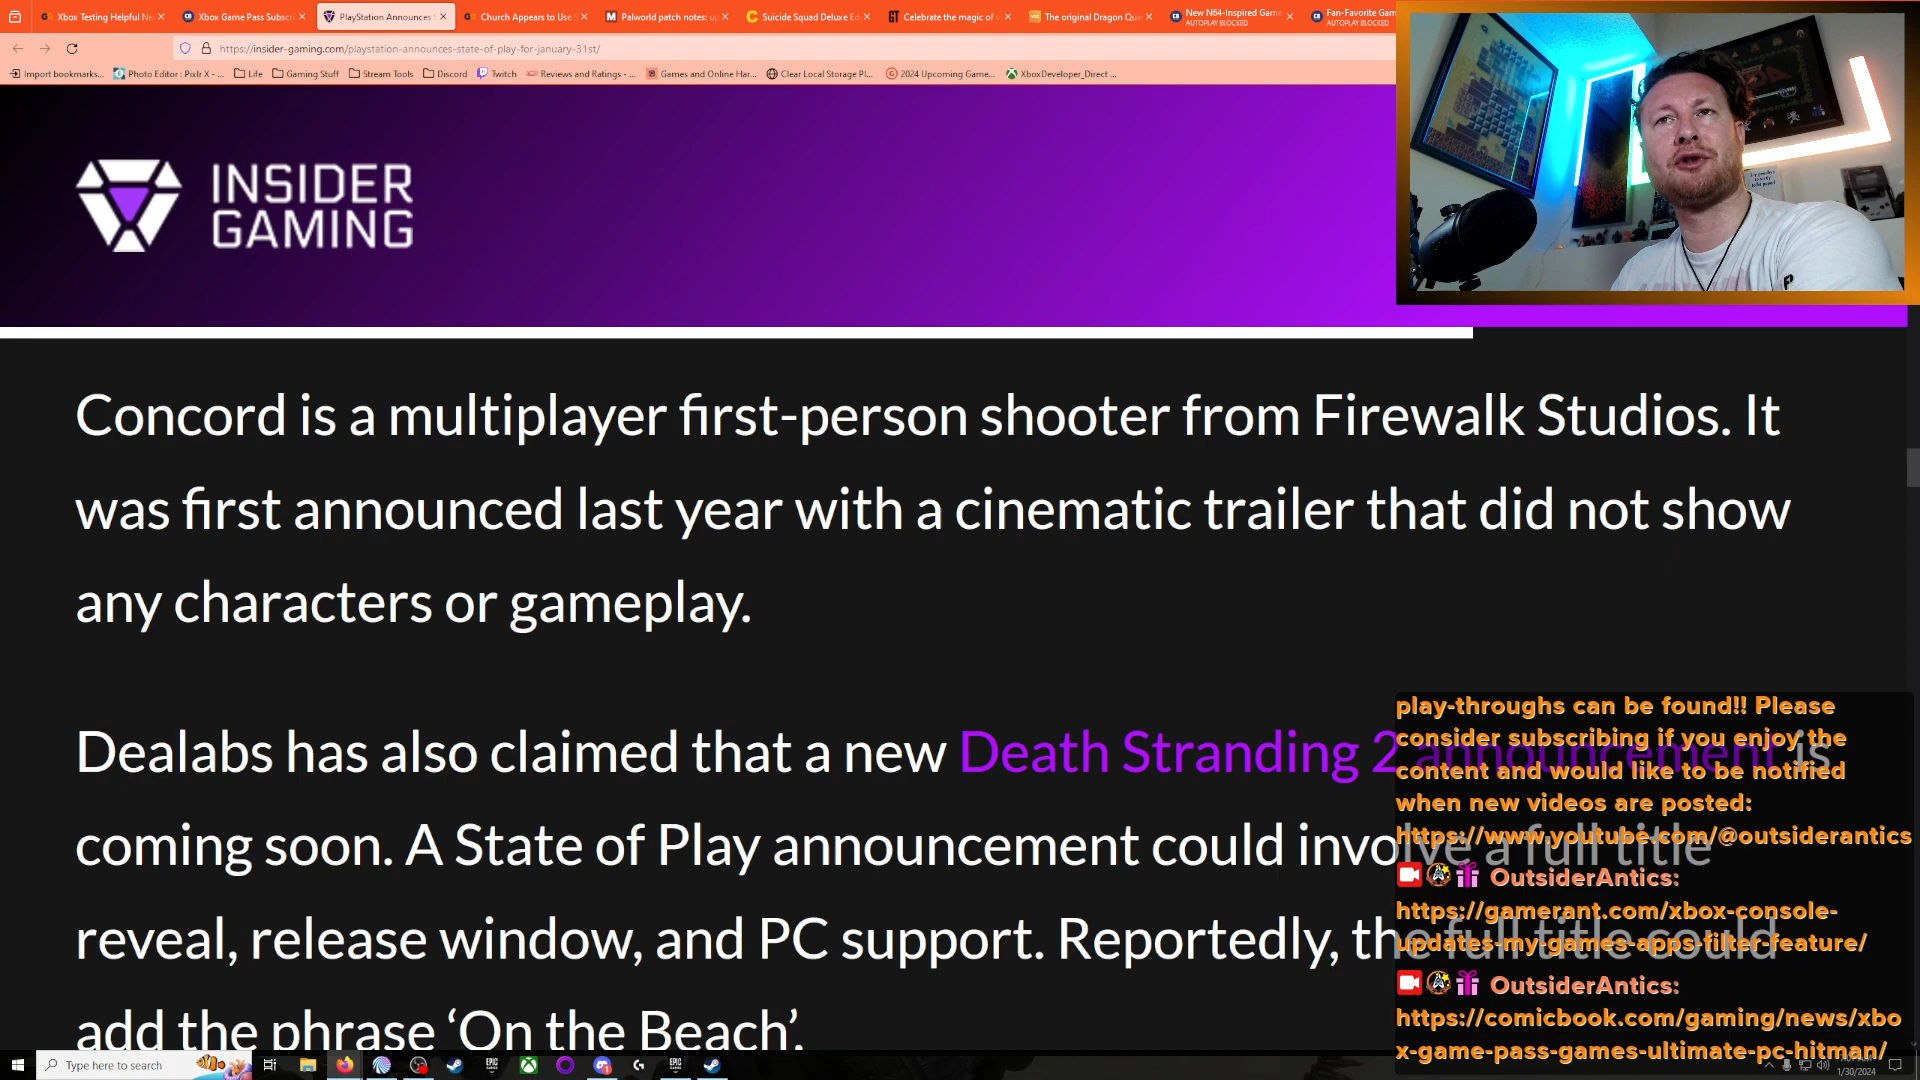 Xbox Testing Helpful Ne
Xbox Game Pass Subscri
PlayStation Announces S
Church Appears to Use S
Palworld patch notes: u
Suicide Squad Deluxe Ed
Celebrate the magic of v
The original Dragon Que
New N64-Inspired Game
AUTOPLAY BLOCKED
Fan-Favorite Gam
AUTOPLAY BLOCKED
https://insider-gaming.com/playstation-announces-state-of-play-for-january-31st/
Import bookmarks...
Photo Editor : Pixlr X - ...
Life
Gaming Stuff
Stream Tools
Discord
Twitch
Reviews and Ratings - ...
Games and Online Har...
Clear Local Storage Pl...
2024 Upcoming Game...
XboxDeveloper_Direct ...
INSIDER
GAMING
Concord is a multiplayer first-person shooter from Firewalk Studios. It
was first announced last year with a cinematic trailer that did not show
any characters or gameplay.
Dealabs has also claimed that a new Death Stranding 2 announcement is
coming soon. A State of Play announcement could involve a full title
reveal, release window, and PC support. Reportedly, the full title could
add the phrase ‘On the Beach’.
play-throughs can be found!! Please
consider subscribing if you enjoy the
content and would like to be notified
when new videos are posted:
https://www.youtube.com/@outsiderantics
OutsiderAntics:
https://gamerant.com/xbox-console-
updates-my-games-apps-filter-feature/
OutsiderAntics:
https://comicbook.com/gaming/news/xbo
x-game-pass-games-ultimate-pc-hitman/
Type here to search
1/30/2024